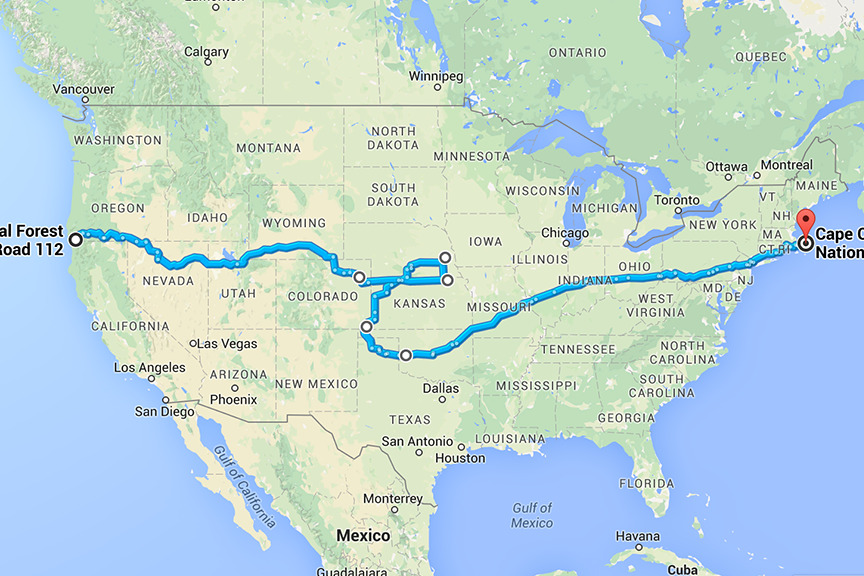 Edmonton
Calgary
Vancouver
Winnipeg
ONTARIO
QUEBEC
WASHINGTON
MONTANA
NORTH
DAKOTA
MINNESOTA
Ottawa
Montreal
MAINE
SOUTH
DAKOTA
WISCONSIN
MICHIGAN
Toronto
VT
NH
OREGON
IDAHO
WYOMING
al Forest
Road 112
IOWA
Chicago
NEW YORK
MA
CT RI
Cape C
Nation
NEVADA
UTAH
COLORADO
KANSAS
ILLINOIS
INDIANA
OHIO
NJ
MD
DE
MISSOURI
WEST
VIRGINIA
CALIFORNIA
Las Vegas
Los Angeles
ARIZONA
NEW MEXICO
Phoenix
San Diego
TENNESSEE
NORTH
CAROLINA
SOUTH
CAROLINA
Dallas
MISSISSIPPI
TEXAS
GEORGIA
San Antonio
LOUISIANA
Houston
Gulf of California
FLORIDA
Monterrey
Gulf of
Mexico
Mexico
Havana
Cuba
Guadalajara